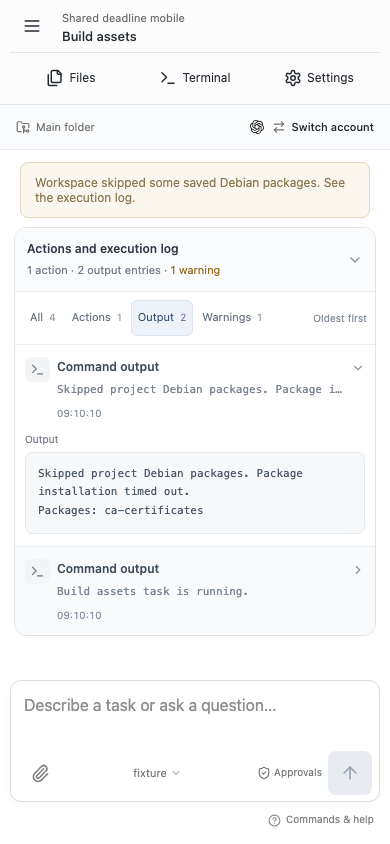 Shared deadline mobile
Build assets
Files
Terminal
Settings
Main folder
Switch account
Workspace skipped some saved Debian packages. See
the execution log.
Actions and execution log
1 action · 2 output entries · 1 warning
All 4
Actions 1
Output 2
Warnings 1
Oldest first
Command output
Skipped project Debian packages. Package i…
09:10:10
Output
Skipped project Debian packages. Package
installation timed out.
Packages: ca-certificates
Command output
Build assets task is running.
09:10:10
Describe a task or ask a question...
fixture
Approvals
Commands & help